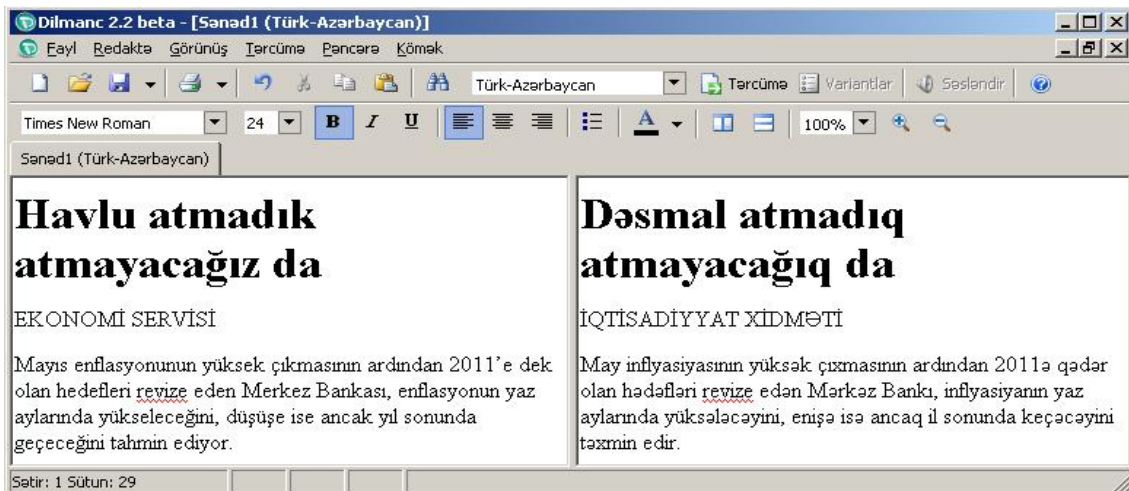 Dilmanc 2.2 beta - [Sənəd1 (Türk-Azərbaycan)]
Fayl Redaktə Görünüş Tərcümə Pəncərə Kömək
Türk-Azərbaycan Tərcümə Variantlar Səsləndir
Times New Roman 24 B I U A 100%
Sənəd1 (Türk-Azərbaycan)
Havlu atmadık
atmayacağız da
EKONOMİ SERVİSİ
Mayıs enflasyonunun yüksek çıkmasının ardından 2011'e dek
olan hedefleri revize eden Merkez Bankası, enflasyonun yaz
aylarında yükseleceğini, düşüşe ise ancak yıl sonunda
geçeceğini tahmin ediyor.
Dəsmal atmadıq
atmayacağıq da
İQTİSADİYYAT XİDMƏTİ
May inflyasiyasının yüksək çıxmasının ardından 2011ə qədər
olan hədəfləri revize edən Mərkəz Bankı, inflyasiyanın yaz
aylarında yüksələcəyini, enişə isə ancaq il sonunda keçəcəyini
təxmin edir.
Sətir: 1 Sütun: 29